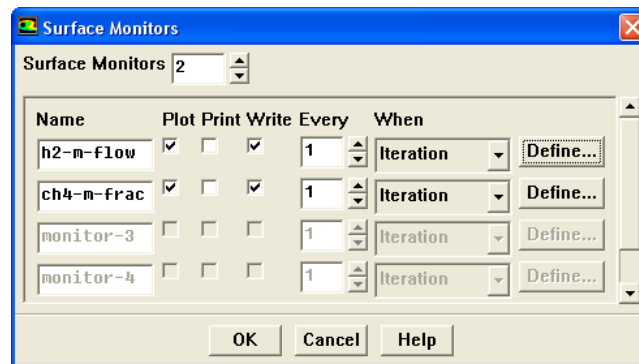 Surface Monitors
Surface Monitors 2
Name Plot Print Write Every When
h2-m-flow 1 Iteration Define...
ch4-m-frac 1 Iteration Define...
monitor-3 1 Iteration Define...
monitor-4 1 Iteration Define...
OK Cancel Help